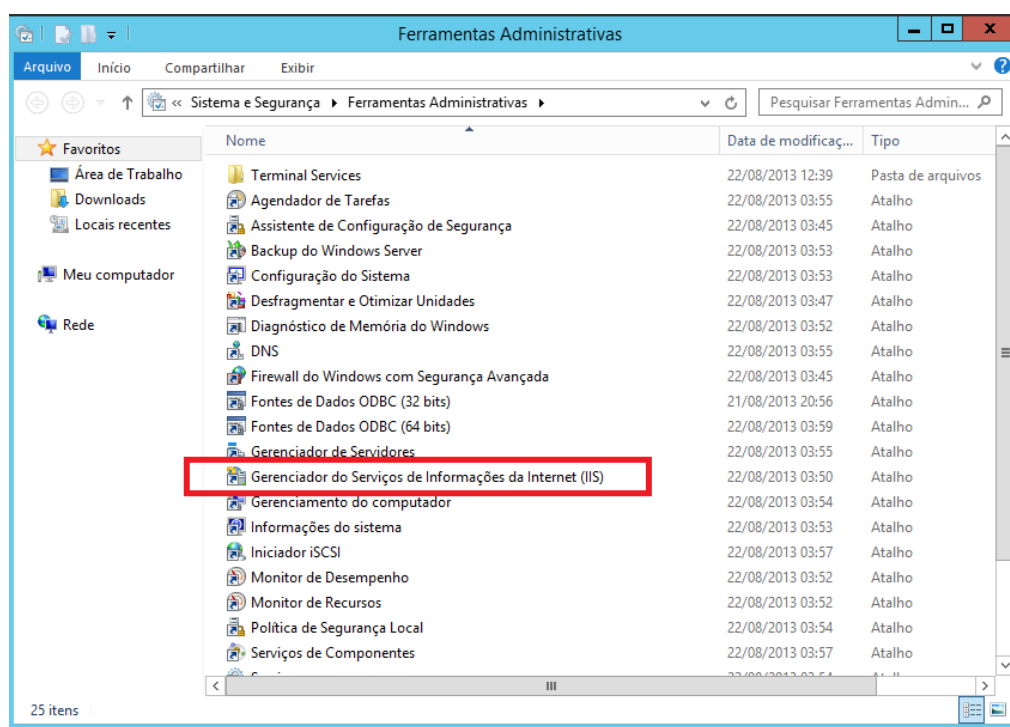 Ferramentas Administrativas
Arquivo Início Compartilhar Exibir
« Sistema e Segurança Ferramentas Administrativas Pesquisar Ferramentas Admin...
Favoritos
Área de Trabalho
Downloads
Locais recentes
Meu computador
Rede
Nome Data de modificaç... Tipo
Terminal Services 22/08/2013 12:39 Pasta de arquivos
Agendador de Tarefas 22/08/2013 03:55 Atalho
Assistente de Configuração de Segurança 22/08/2013 03:45 Atalho
Backup do Windows Server 22/08/2013 03:53 Atalho
Configuração do Sistema 22/08/2013 03:53 Atalho
Desfragmentar e Otimizar Unidades 22/08/2013 03:47 Atalho
Diagnóstico de Memória do Windows 22/08/2013 03:52 Atalho
DNS 22/08/2013 03:55 Atalho
Firewall do Windows com Segurança Avançada 22/08/2013 03:45 Atalho
Fontes de Dados ODBC (32 bits) 21/08/2013 20:56 Atalho
Fontes de Dados ODBC (64 bits) 22/08/2013 03:59 Atalho
Gerenciador de Servidores 22/08/2013 03:55 Atalho
Gerenciador do Serviços de Informações da Internet (IIS) 22/08/2013 03:50 Atalho
Gerenciamento do computador 22/08/2013 03:54 Atalho
Informações do sistema 22/08/2013 03:53 Atalho
Iniciador iSCSI 22/08/2013 03:57 Atalho
Monitor de Desempenho 22/08/2013 03:52 Atalho
Monitor de Recursos 22/08/2013 03:52 Atalho
Política de Segurança Local 22/08/2013 03:54 Atalho
Serviços de Componentes 22/08/2013 03:57 Atalho
25 itens